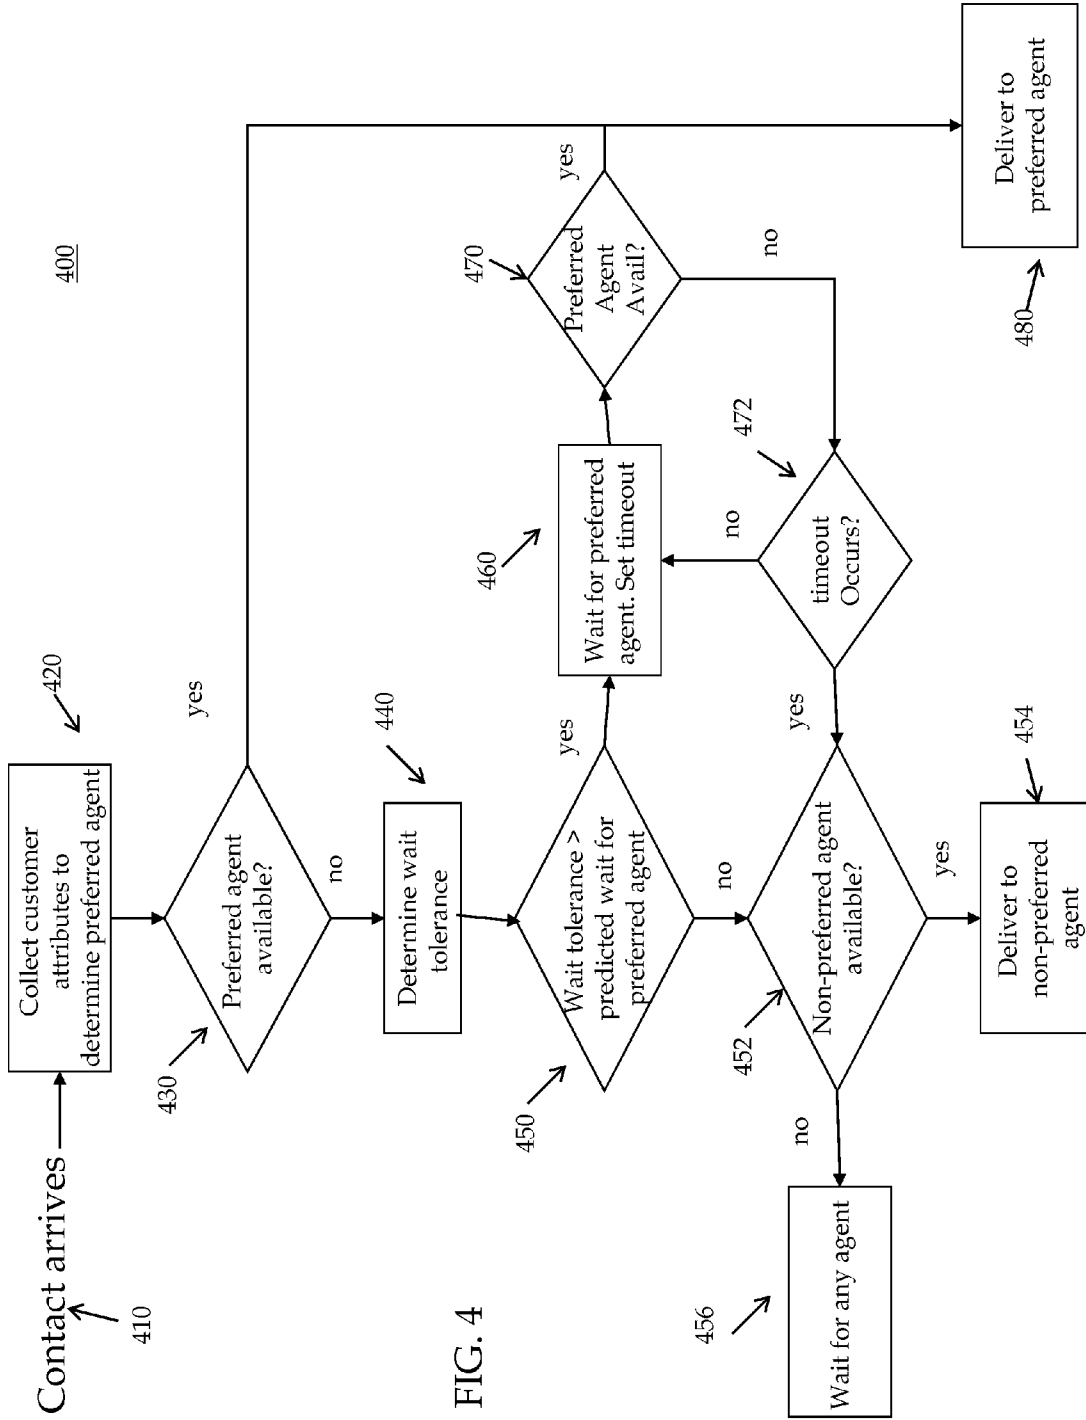 400
Contact arrives
410
Collect customer
attributes to
determine preferred agent
420
430
Preferred agent
available?
yes
no
Determine wait
tolerance
440
450
Wait tolerance >
predicted wait for
preferred agent
yes
no
460
Wait for preferred
agent. Set timeout
470
Preferred
Agent
Avail?
yes
no
472
timeout
Occurs?
no
yes
452
Non-preferred agent
available?
no
yes
456
Wait for any agent
Deliver to
non-preferred
agent
454
480
Deliver to
preferred agent
FIG. 4